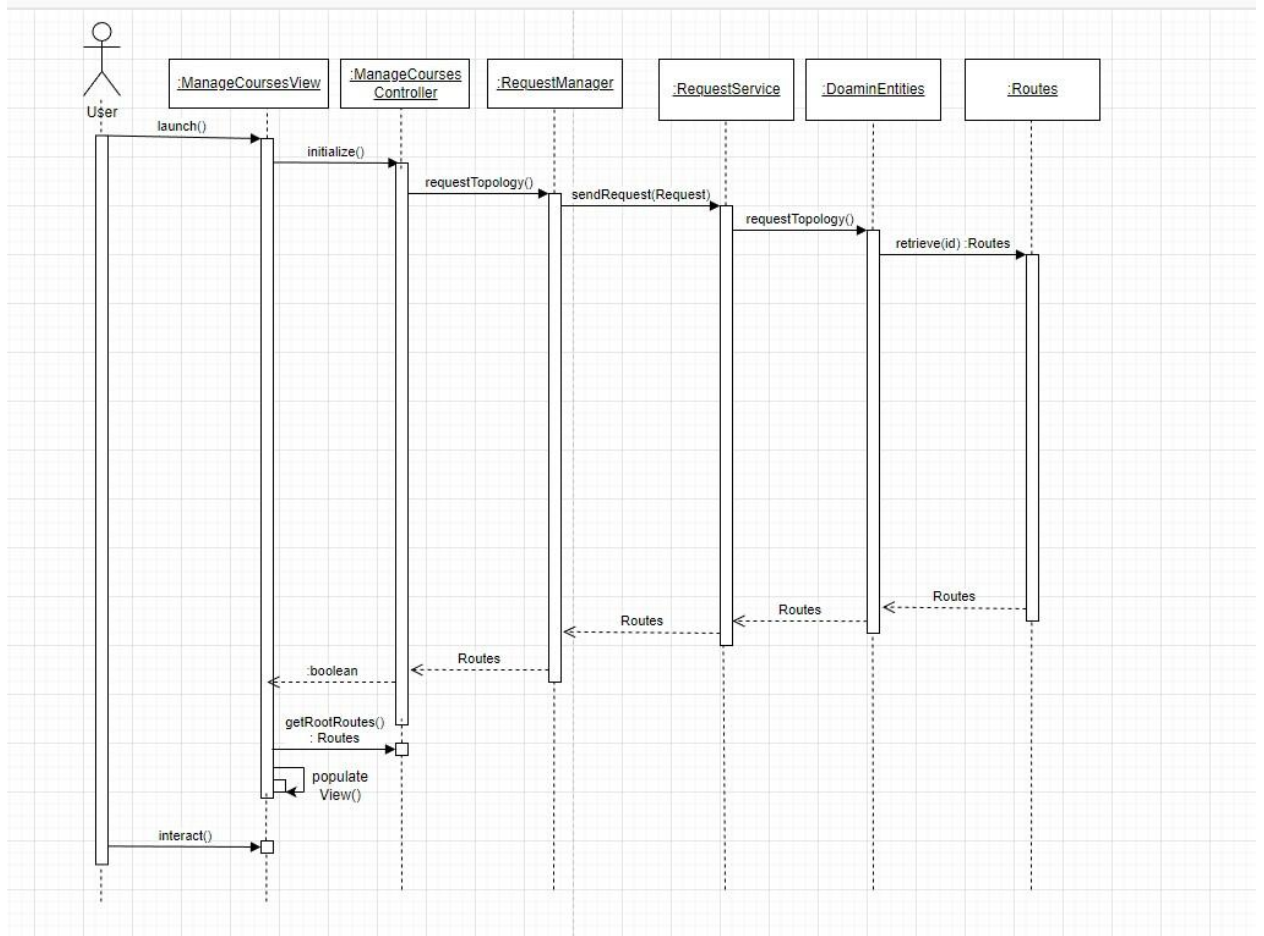 :ManageCoursesView
:ManageCourses
Controller
:RequestManager
:RequestService
:DoaminEntities
:Routes
User
launch()
initialize()
requestTopology()
sendRequest(Request)
requestTopology()
retrieve(id) :Routes
Routes
Routes
Routes
Routes
:boolean
getRootRoutes()
: Routes
populate
View()
interact()